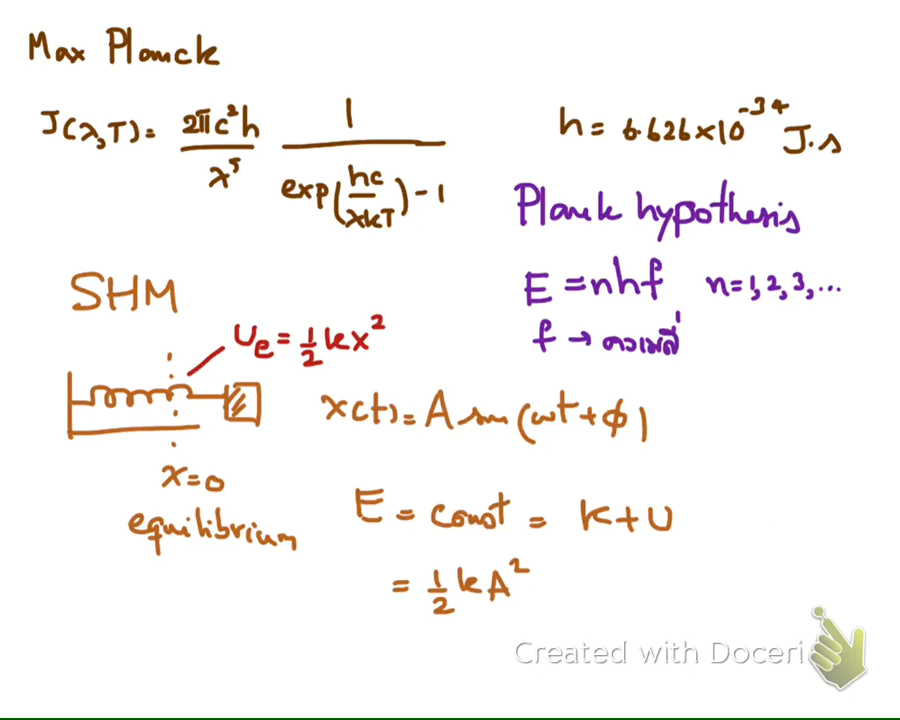 Max Planck
J(λ,T) = 2πc²h/λ⁵ 1/(exp(hc/λkT) - 1)
h = 6.626×10⁻³⁴ J.s
Planck hypothesis
E = nhf n=1,2,3,...
f → ความถี่
SHM
Ue = ½kx²
x(t) = A sin(ωt + φ)
x=0
equilibrium
E = const = K+U
= ½kA²
Created with Doceri